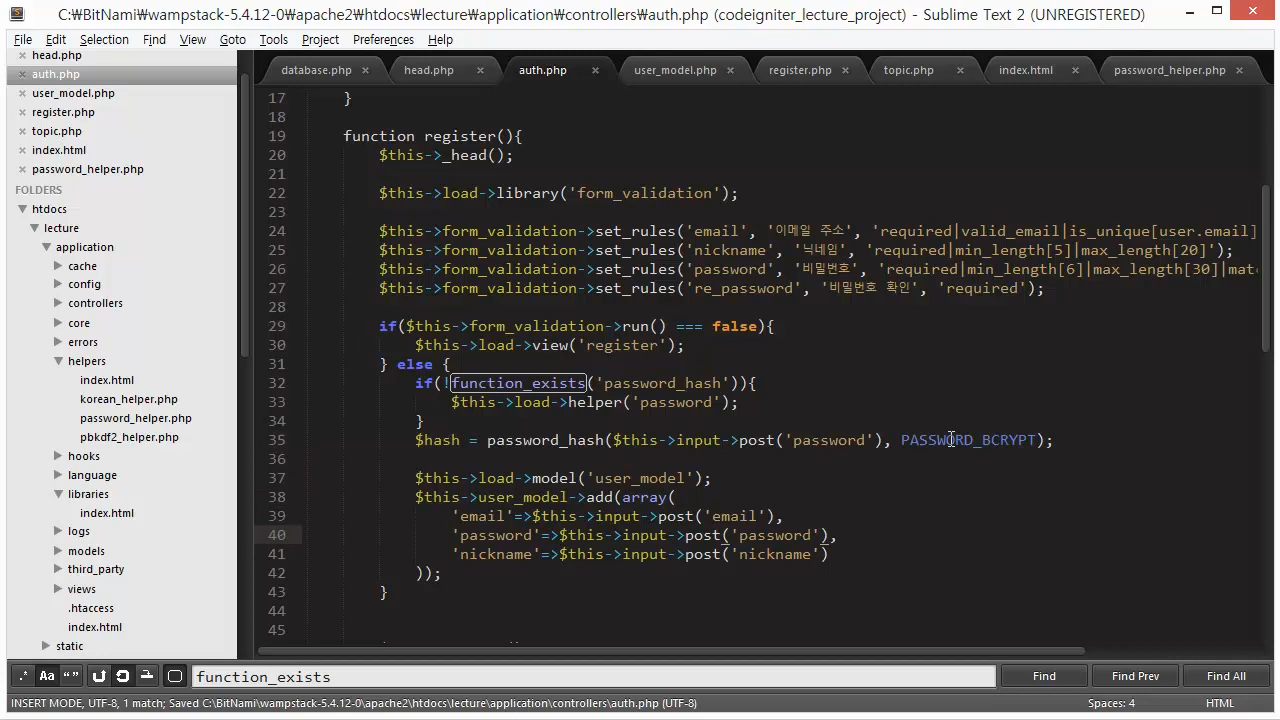 C:₩BitNami₩wampstack-5.4.12-0₩apache2₩htdocs₩lecture₩application₩controllers₩auth.php (codeigniter_lecture_project) - Sublime Text 2 (UNREGISTERED)
File Edit Selection Find View Goto Tools Project Preferences Help
database.php head.php auth.php user_model.php register.php topic.php index.html password_helper.php
head.php
auth.php
user_model.php
register.php
topic.php
index.html
password_helper.php
FOLDERS
htdocs
lecture
application
cache
config
controllers
core
errors
helpers
index.html
korean_helper.php
password_helper.php
pbkdf2_helper.php
hooks
language
libraries
index.html
logs
models
third_party
views
.htaccess
index.html
static
17 }
18
19 function register(){
20 $this->_head();
21
22 $this->load->library('form_validation');
23
24 $this->form_validation->set_rules('email', '이메일 주소', 'required|valid_email|is_unique[user.email]
25 $this->form_validation->set_rules('nickname', '닉네임', 'required|min_length[5]|max_length[20]');
26 $this->form_validation->set_rules('password', '비밀번호', 'required|min_length[6]|max_length[30]|mat
27 $this->form_validation->set_rules('re_password', '비밀번호 확인', 'required');
28
29 if($this->form_validation->run() === false){
30 $this->load->view('register');
31 } else {
32 if(!function_exists('password_hash')){
33 $this->load->helper('password');
34 }
35 $hash = password_hash($this->input->post('password'), PASSWORD_BCRYPT);
36
37 $this->load->model('user_model');
38 $this->user_model->add(array(
39 'email'=>$this->input->post('email'),
40 'password'=>$this->input->post('password'),
41 'nickname'=>$this->input->post('nickname')
42 ));
43 }
44
45
.* Aa “ ” function_exists Find Find Prev Find All
INSERT MODE, UTF-8, 1 match; Saved C:\BitNami\wampstack-5.4.12-0\apache2\htdocs\lecture\application\controllers\auth.php (UTF-8) Spaces: 4 HTML